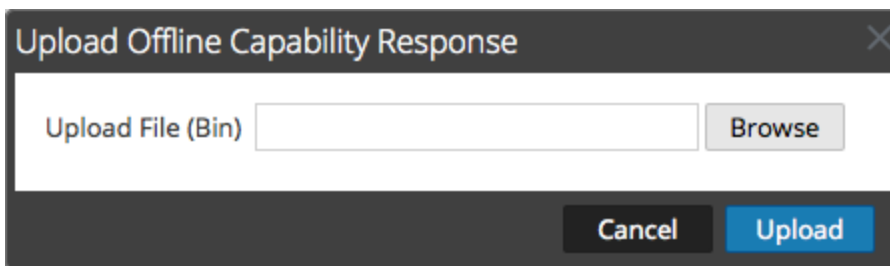 Upload Offline Capability Response
Upload File (Bin) Browse
Cancel Upload